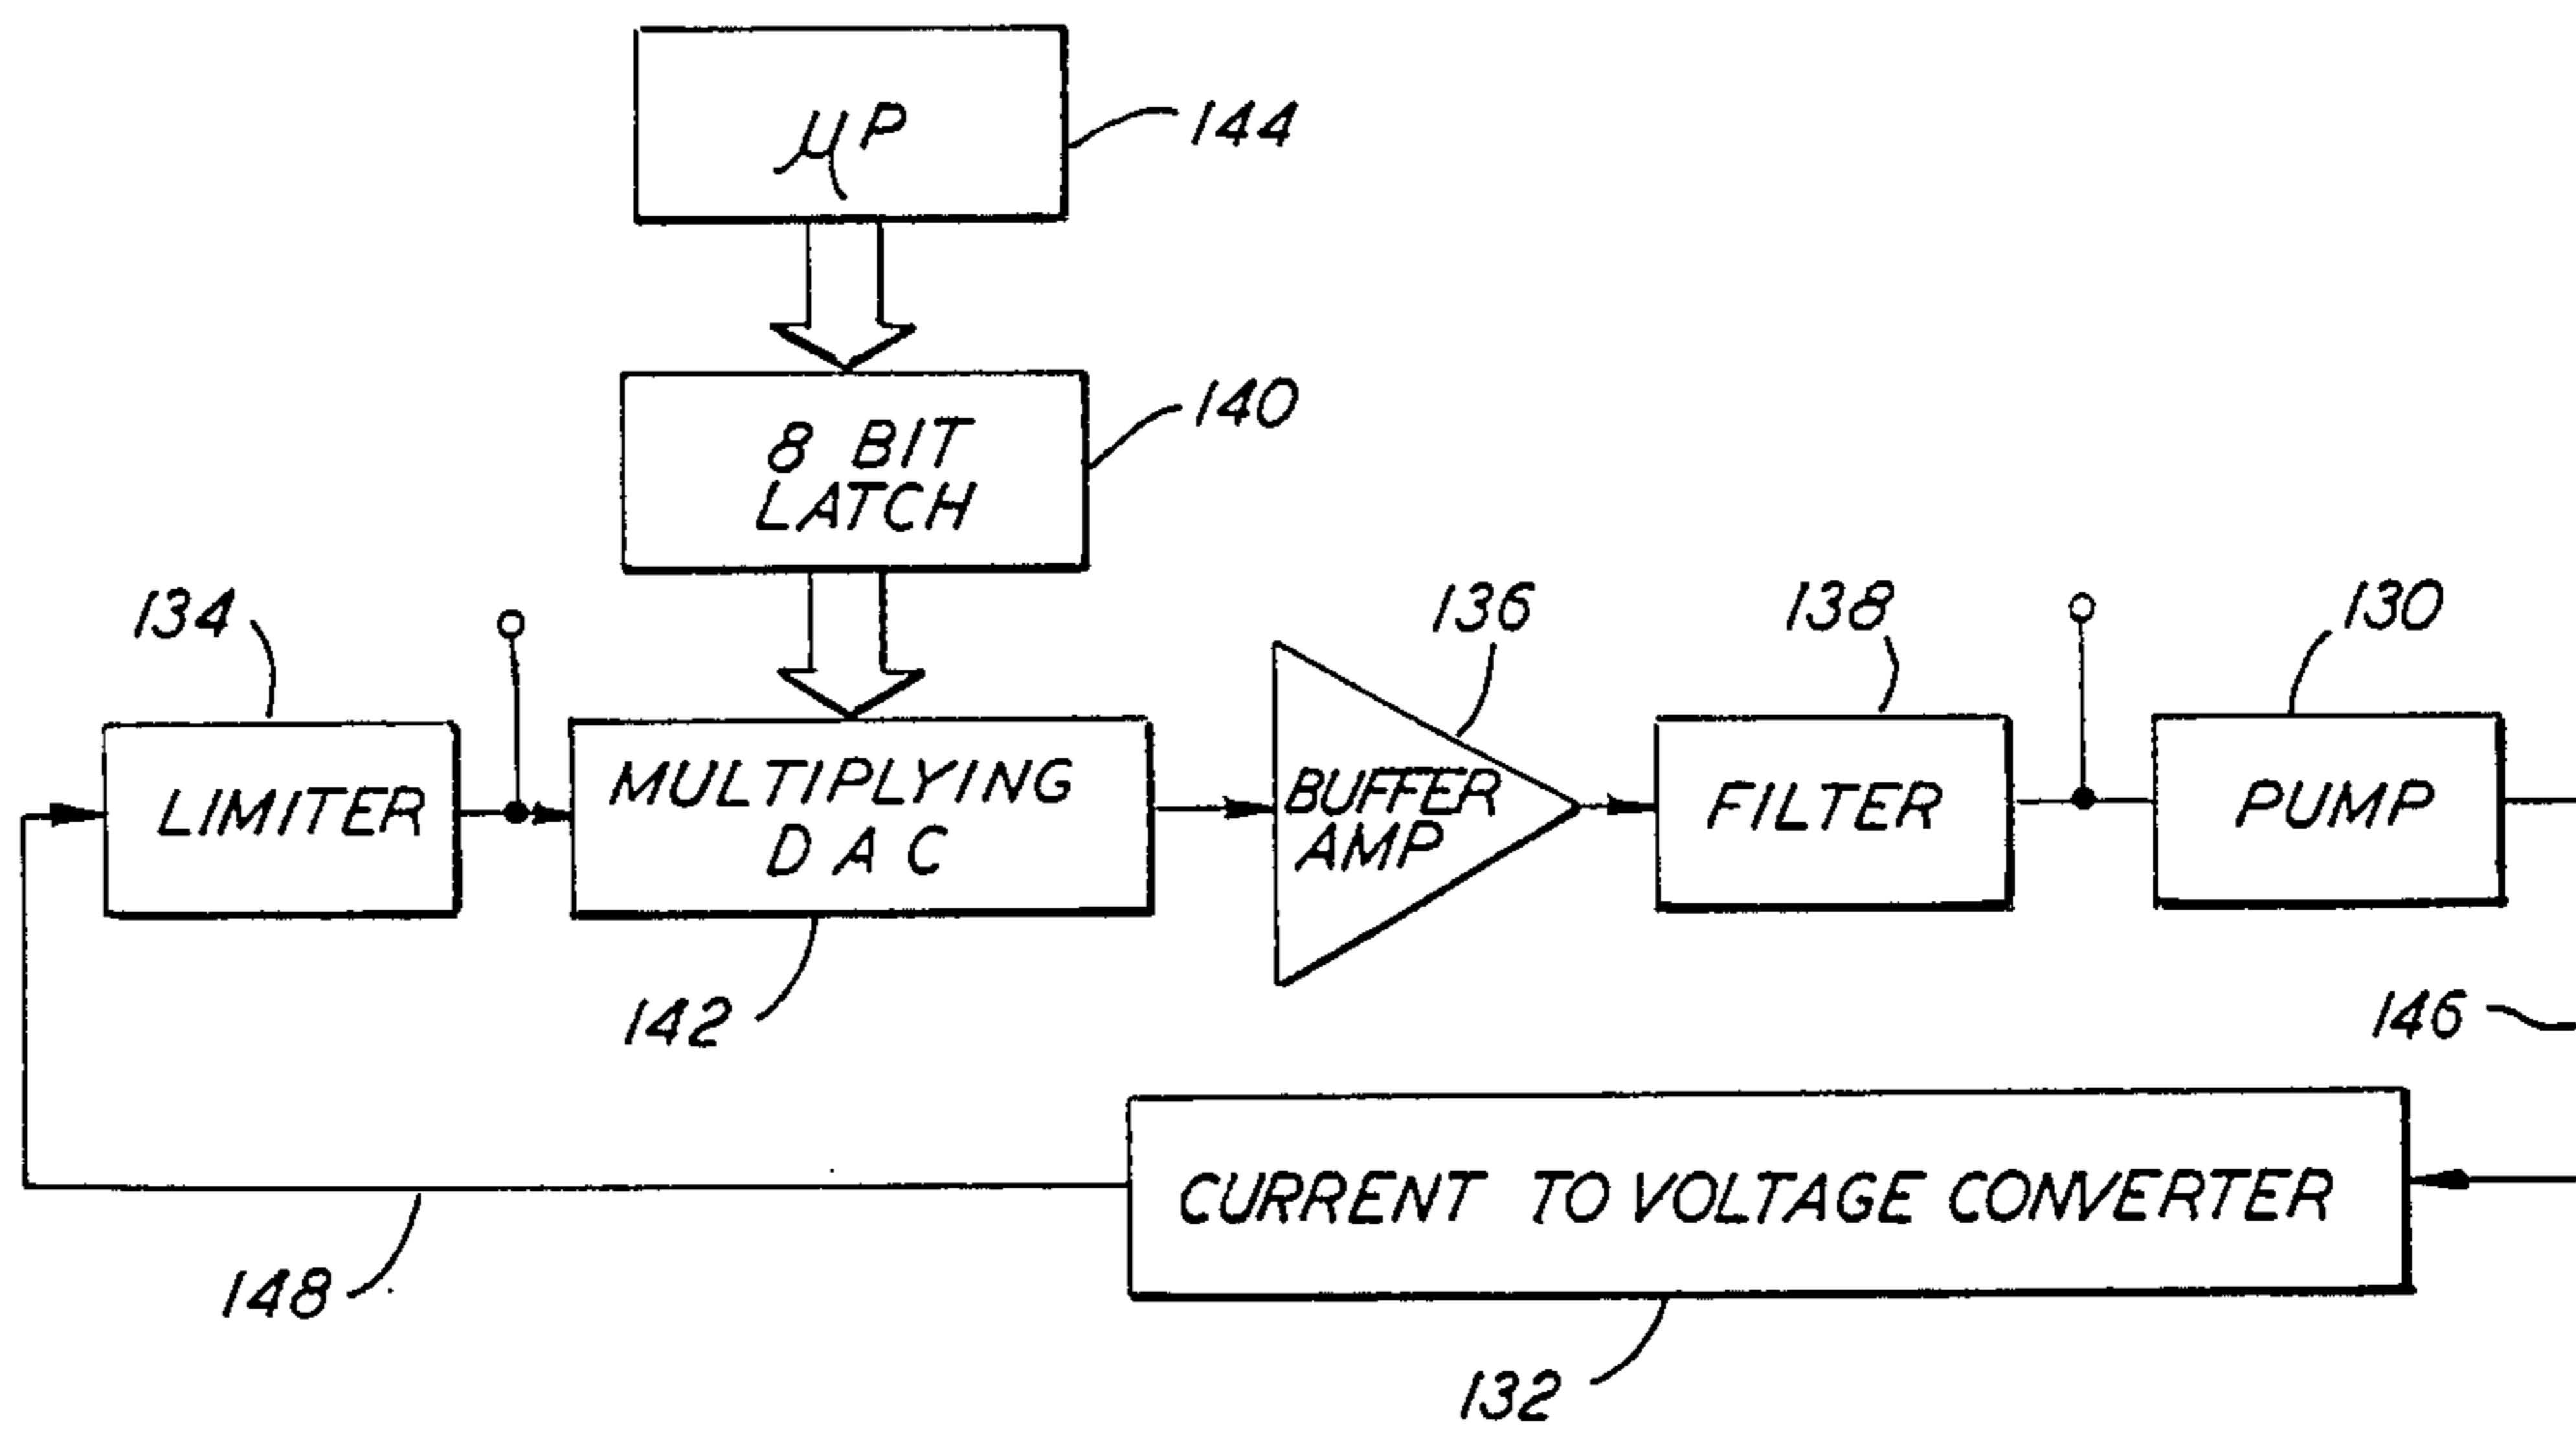 μP
144
8 BIT
LATCH
140
134
136
138
130
LIMITER
MULTIPLYING
DAC
BUFFER
AMP
FILTER
PUMP
142
146
CURRENT TO VOLTAGE CONVERTER
148
132